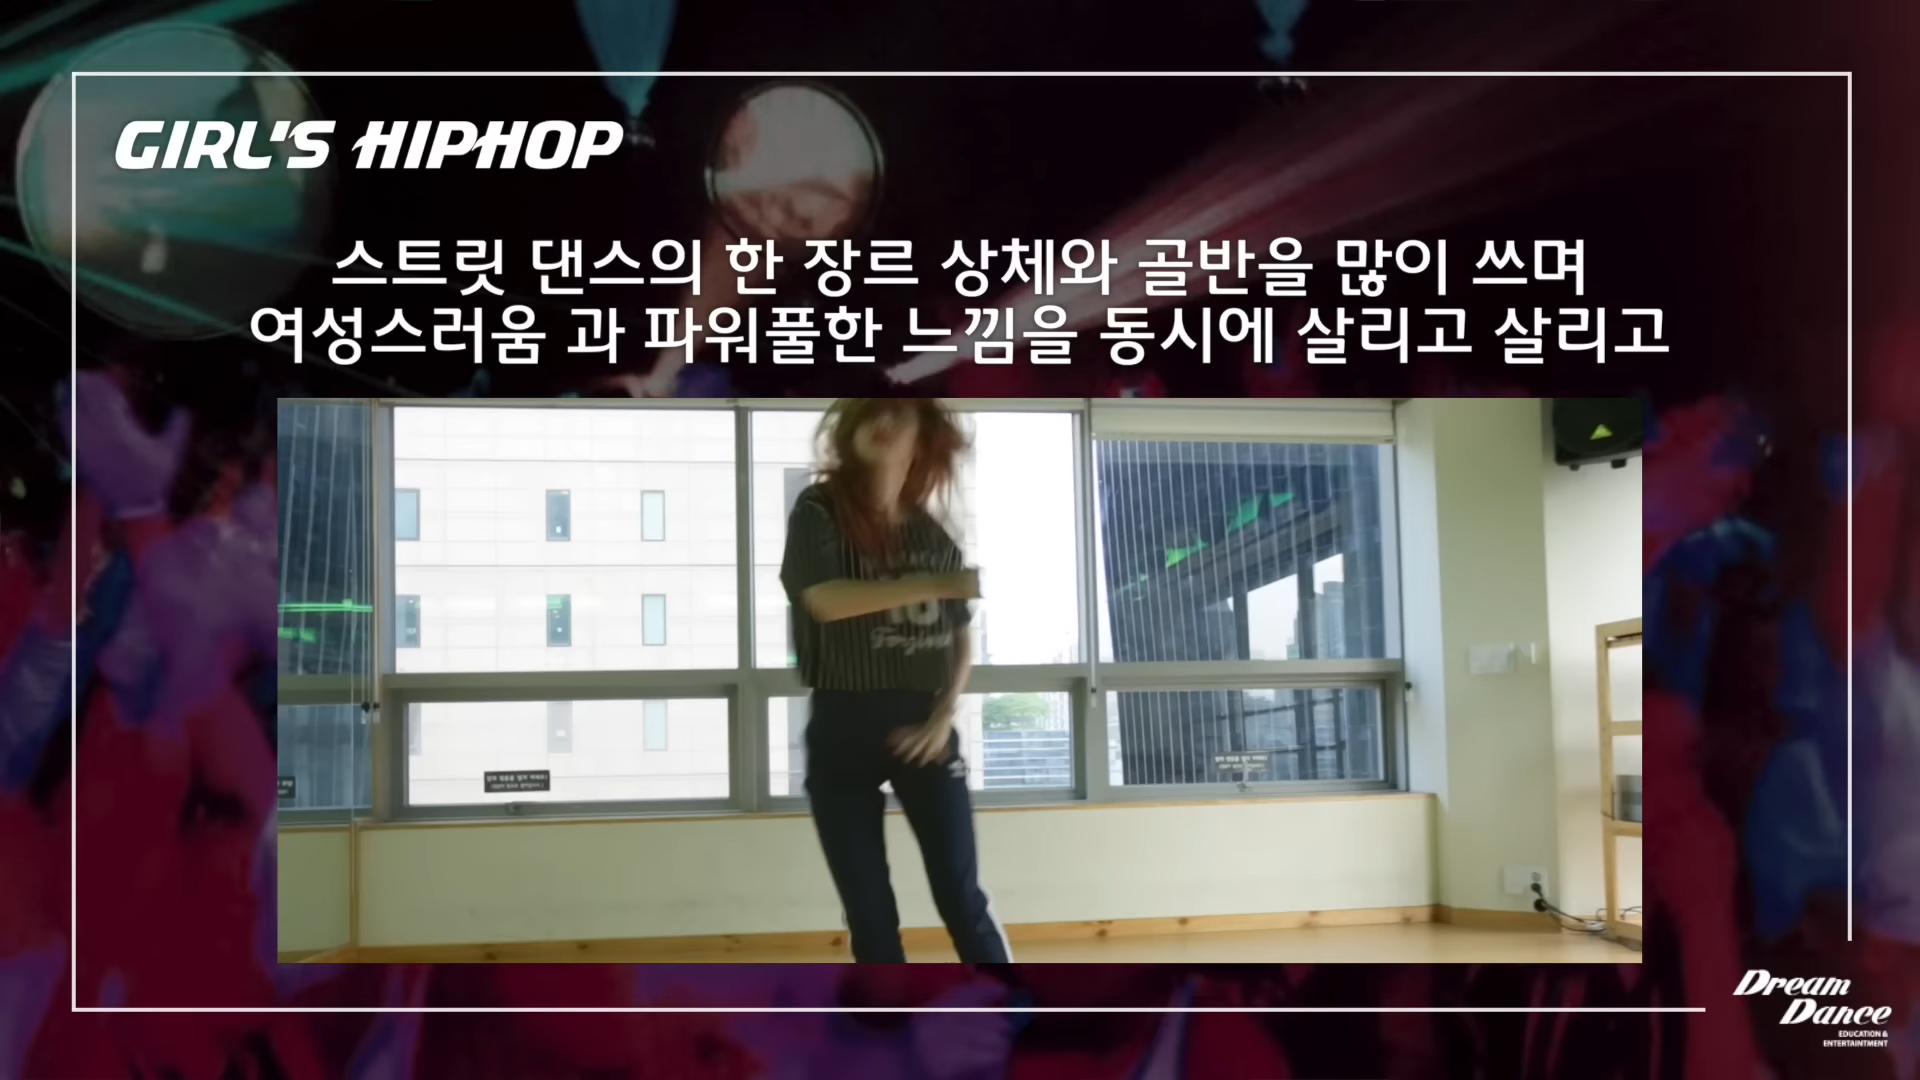 GIRL'S HIPHOP
스트릿 댄스의 한 장르 상체와 골반을 많이 쓰며
여성스러움 과 파워풀한 느낌을 동시에 살리고 살리고
Dream
Dance
EDUCATION &
ENTERTAINTMENT